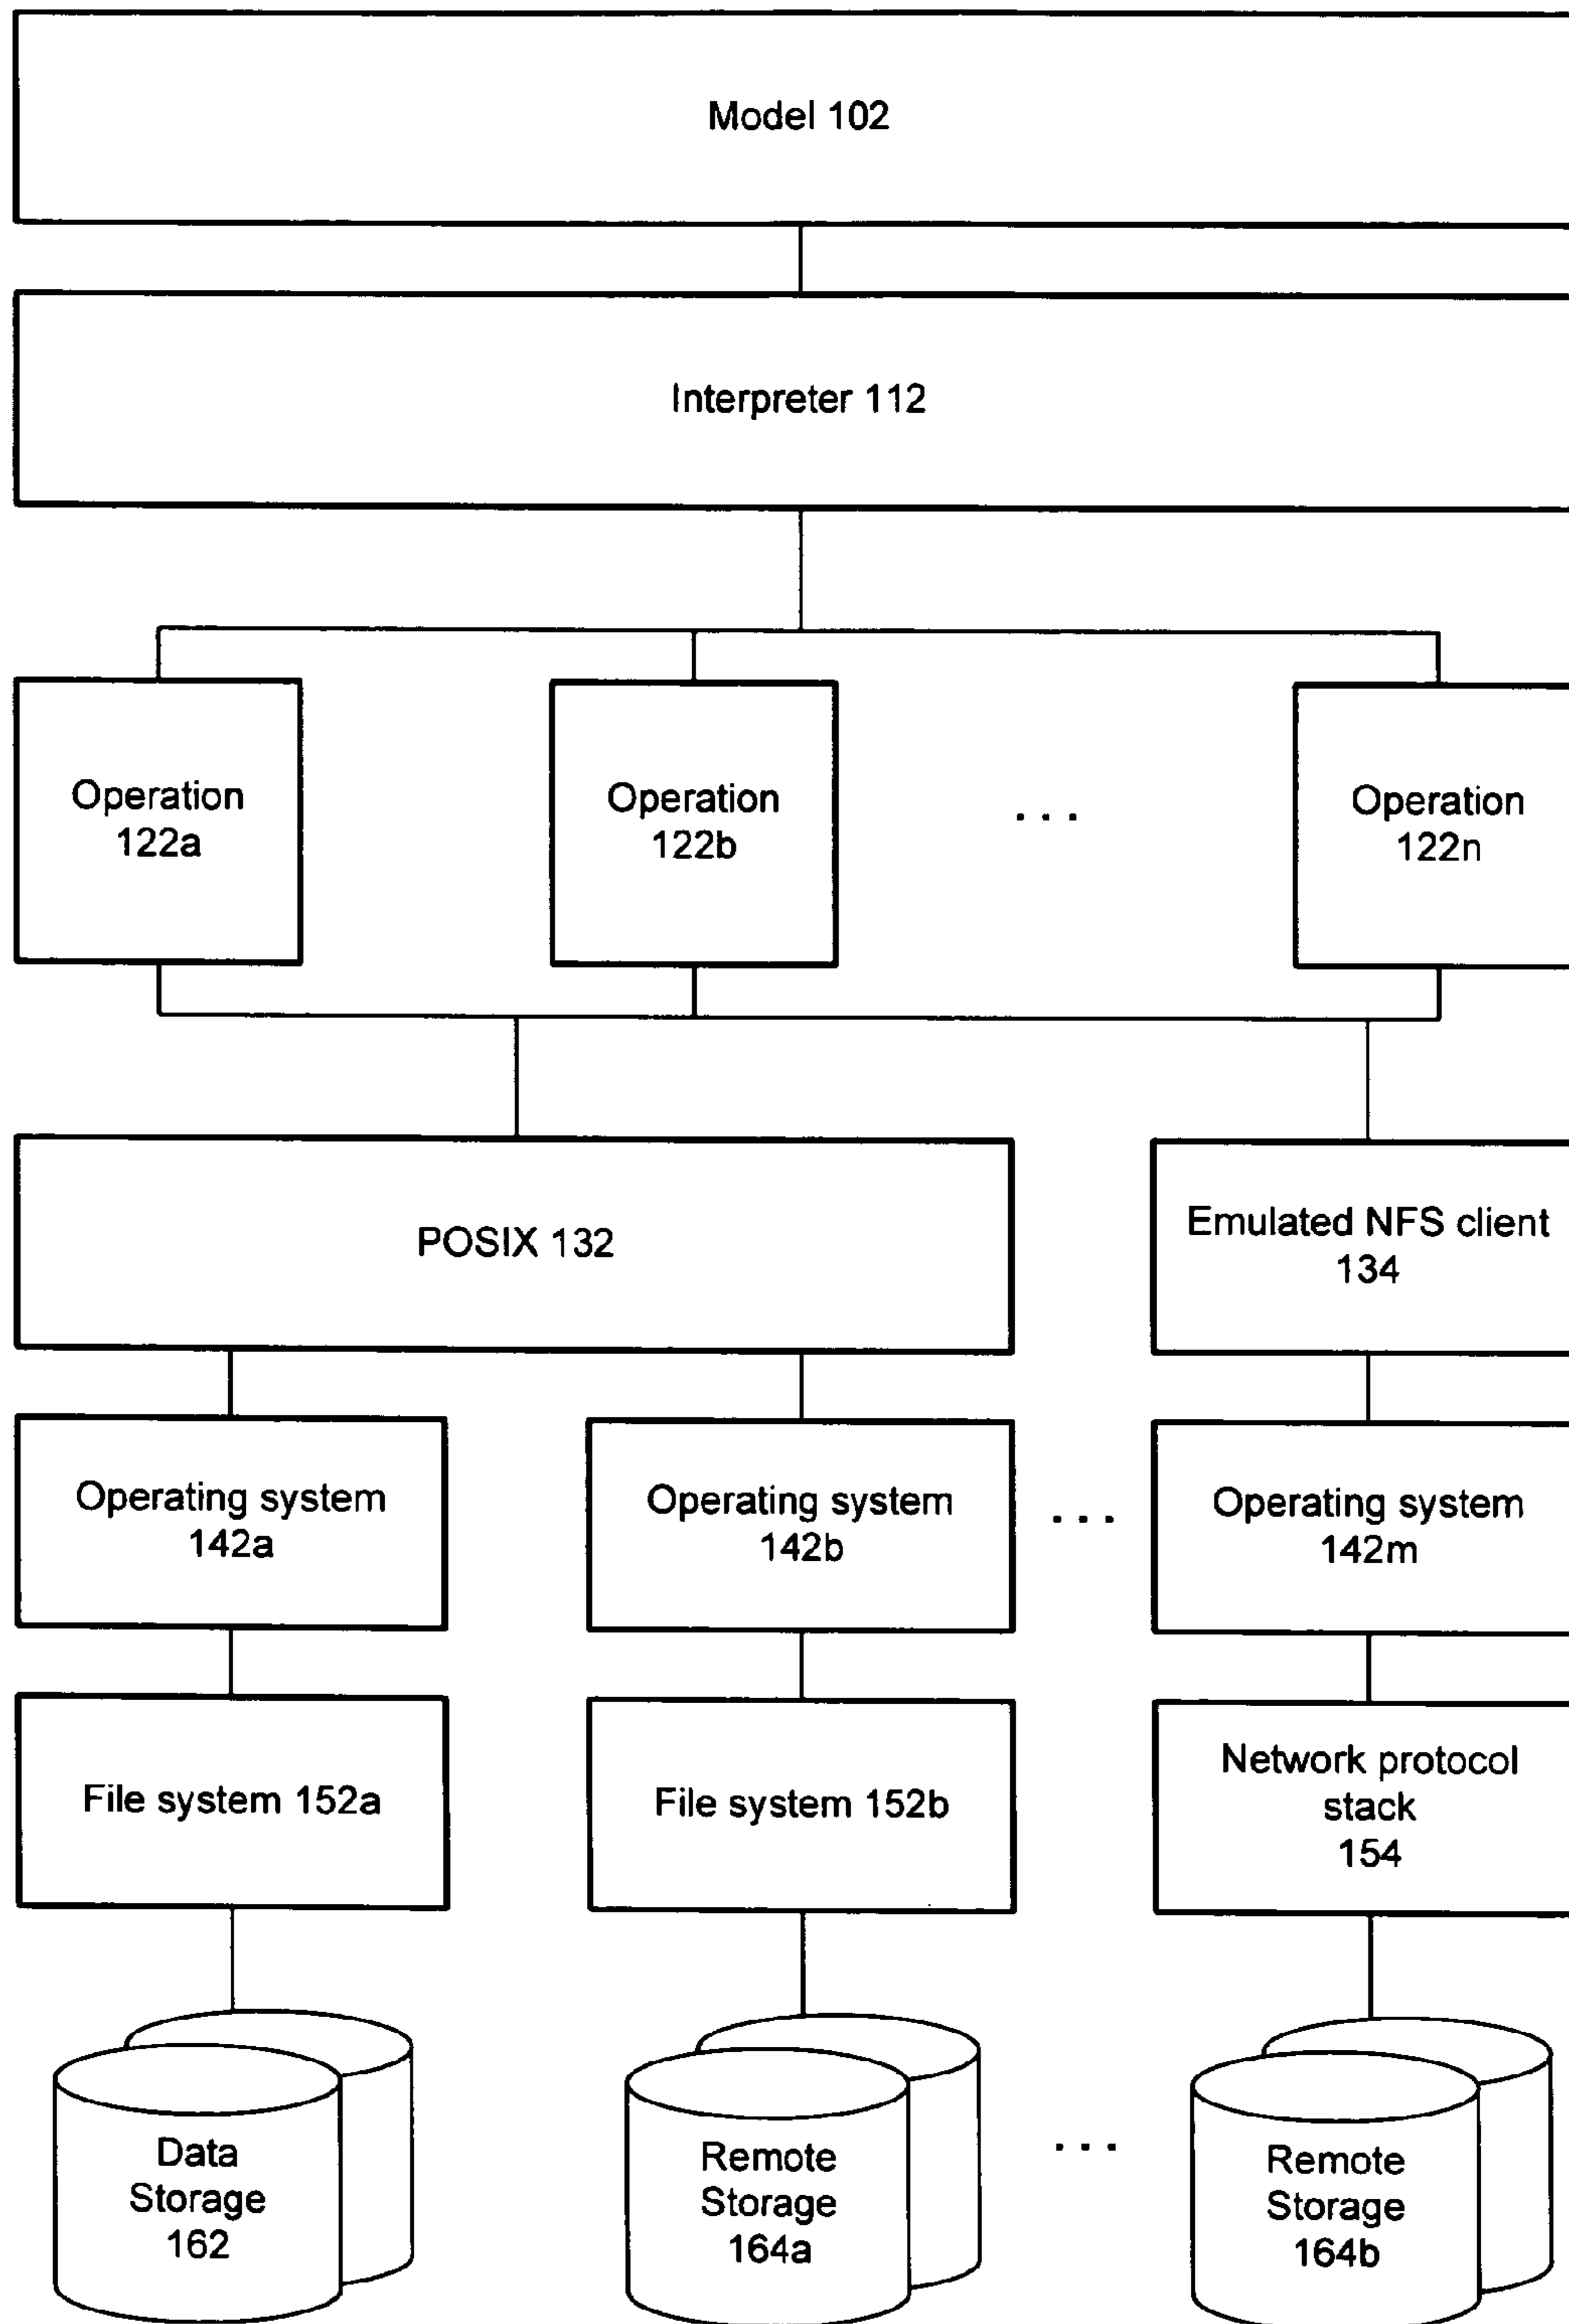 Model 102
Interpreter 112
Operation
122a
Operation
122b
...
Operation
122n
POSIX 132
Emulated NFS client
134
Operating system
142a
Operating system
142b
...
Operating system
142m
File system 152a
File system 152b
Network protocol
stack
154
Data
Storage
162
Remote
Storage
164a
...
Remote
Storage
164b